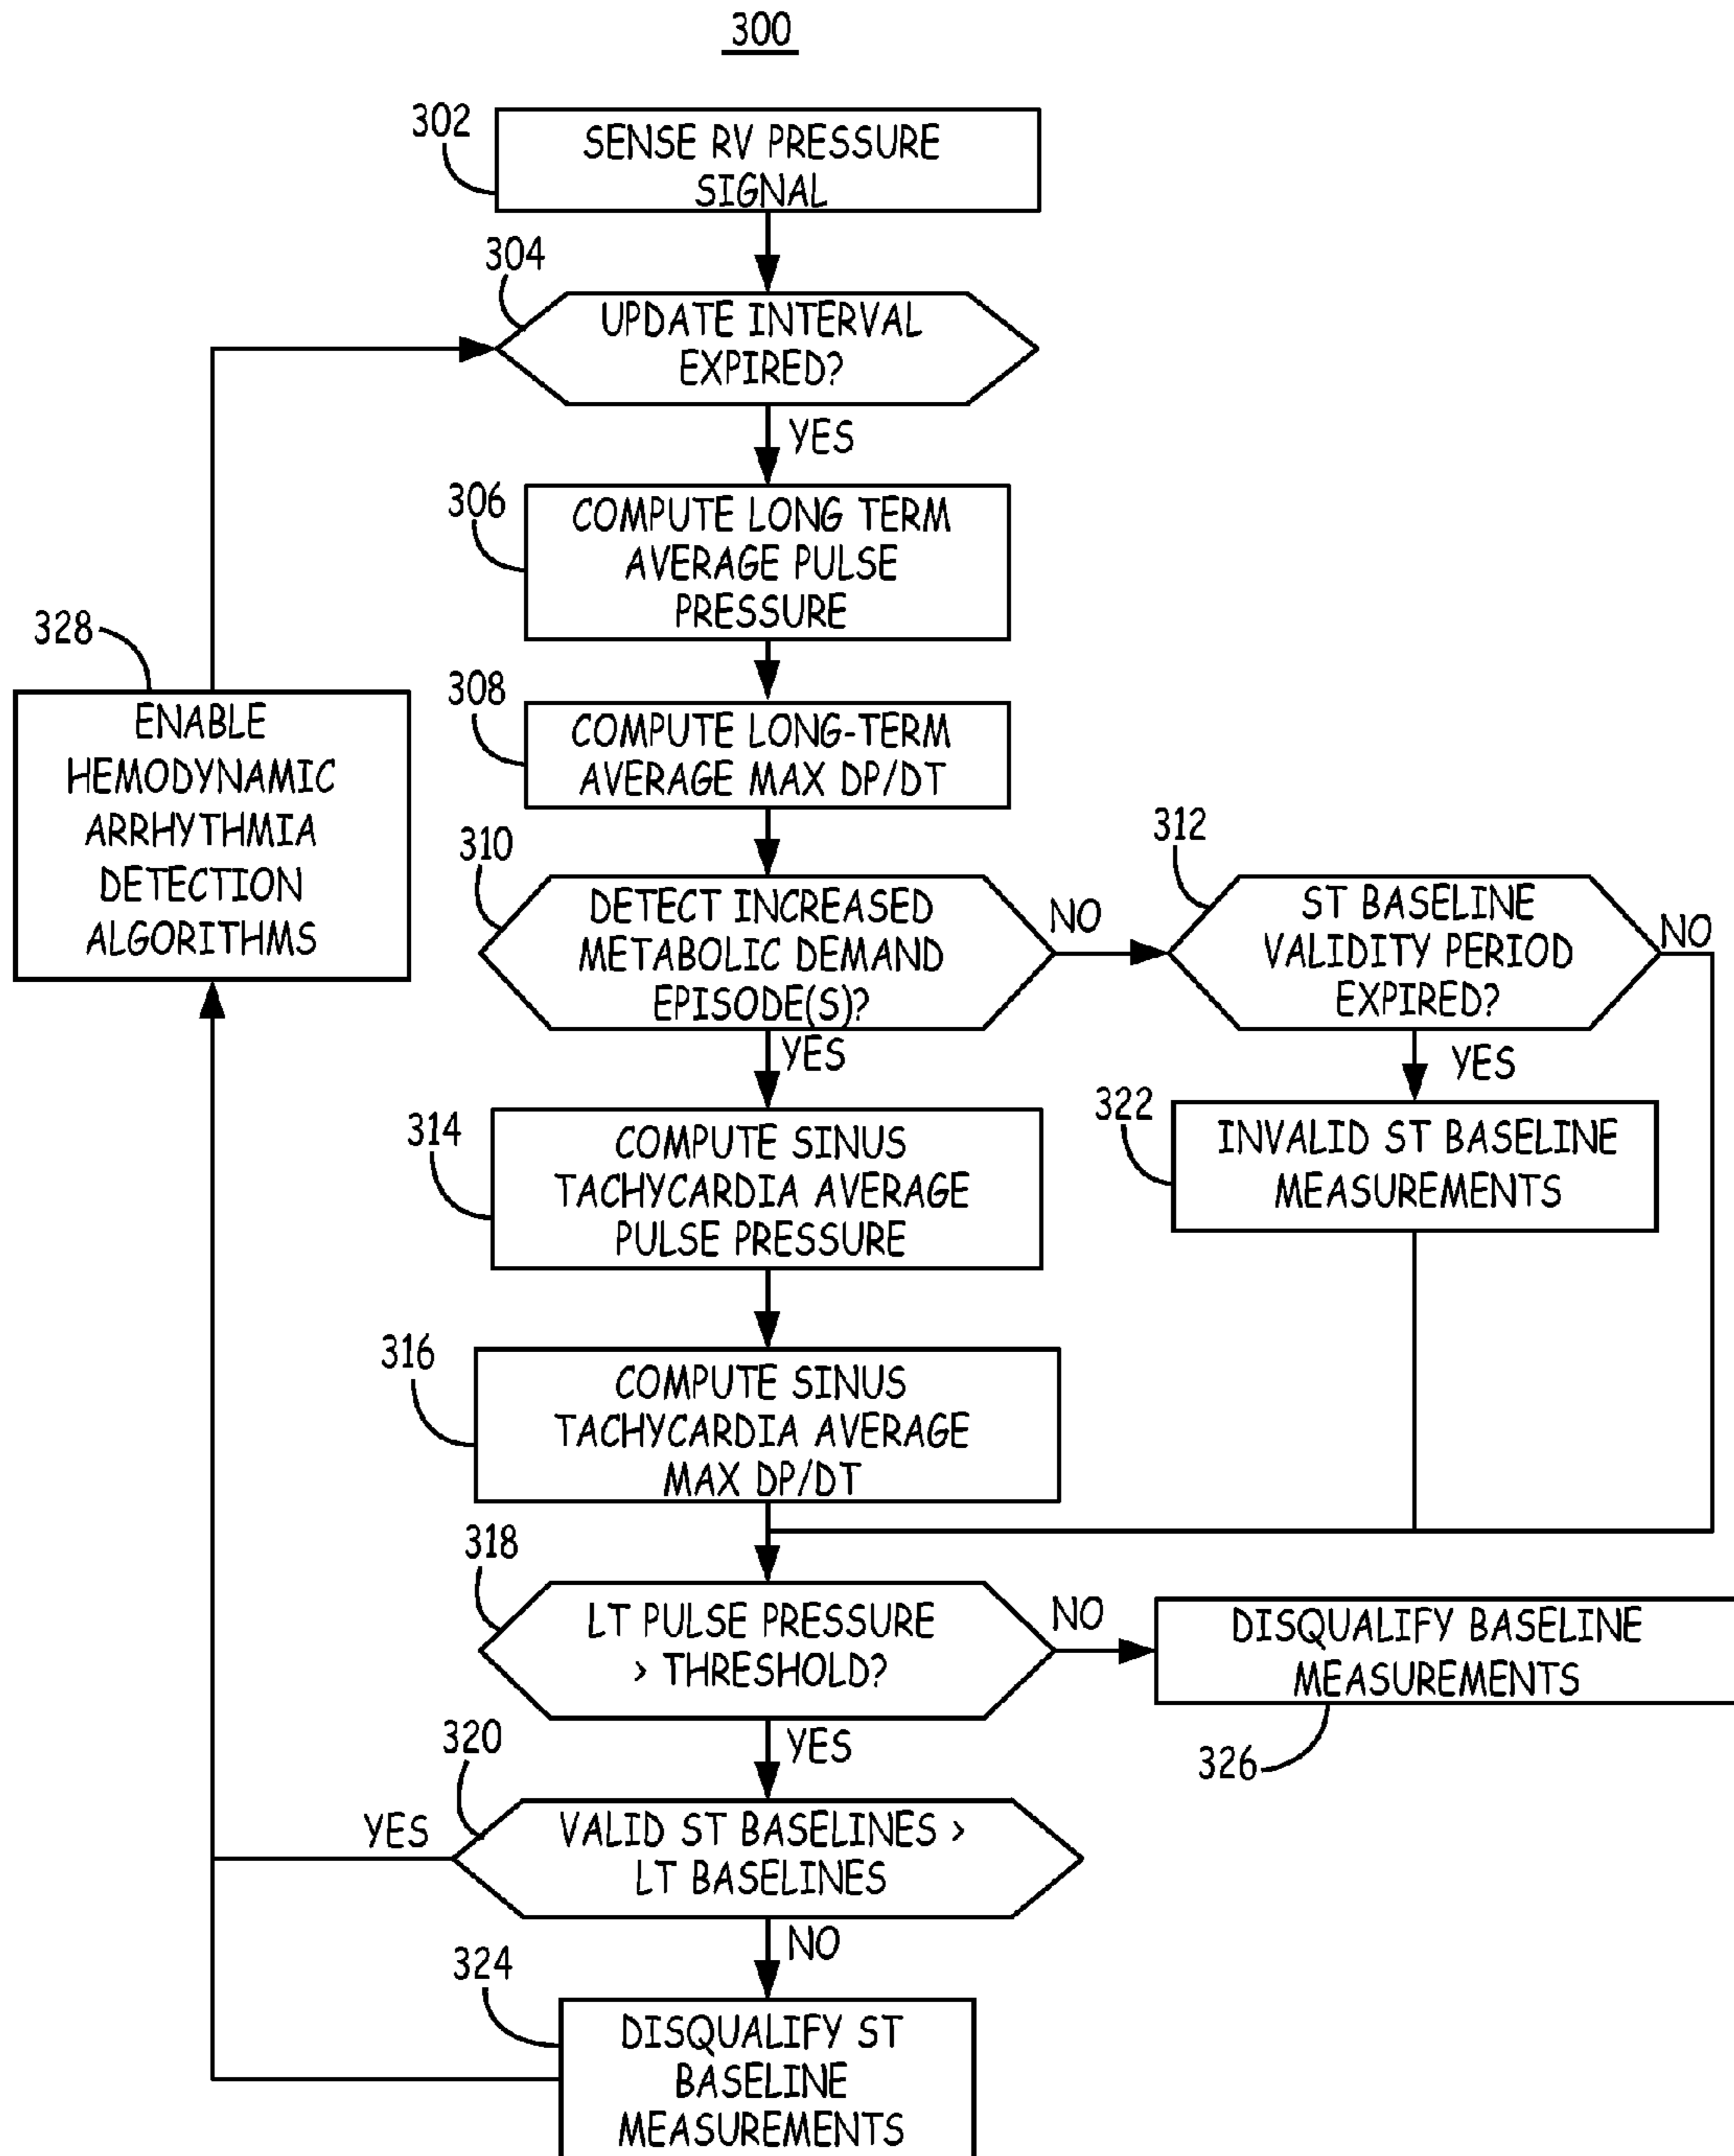 300
302
SENSE RV PRESSURE
SIGNAL
304
UPDATE INTERVAL
EXPIRED?
YES
306
COMPUTE LONG TERM
AVERAGE PULSE
PRESSURE
328
ENABLE
HEMODYNAMIC
ARRHYTHMIA
DETECTION
ALGORITHMS
308
COMPUTE LONG-TERM
AVERAGE MAX DP/DT
310
DETECT INCREASED
METABOLIC DEMAND
EPISODE(S)?
NO
312
ST BASELINE
VALIDITY PERIOD
EXPIRED?
NO
YES
YES
314
COMPUTE SINUS
TACHYCARDIA AVERAGE
PULSE PRESSURE
322
INVALID ST BASELINE
MEASUREMENTS
316
COMPUTE SINUS
TACHYCARDIA AVERAGE
MAX DP/DT
318
LT PULSE PRESSURE
> THRESHOLD?
NO
DISQUALIFY BASELINE
MEASUREMENTS
326
YES
320
VALID ST BASELINES >
LT BASELINES
YES
NO
324
DISQUALIFY ST
BASELINE
MEASUREMENTS